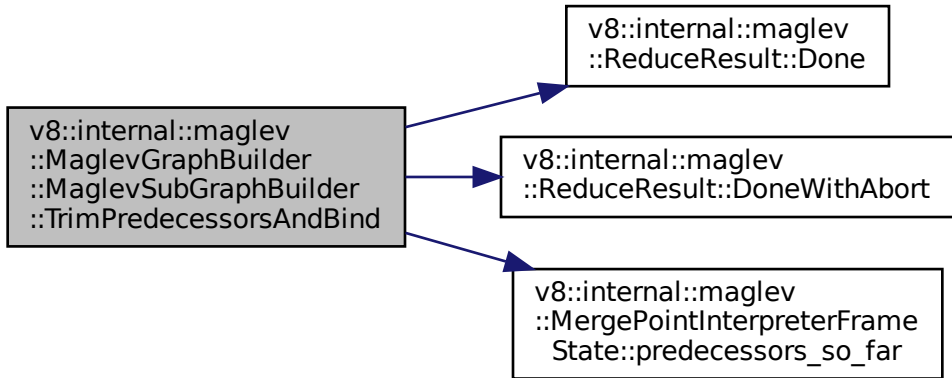 v8::internal::maglev
::MaglevGraphBuilder
::MaglevSubGraphBuilder
::TrimPredecessorsAndBind
v8::internal::maglev
::ReduceResult::Done
v8::internal::maglev
::ReduceResult::DoneWithAbort
v8::internal::maglev
::MergePointInterpreterFrame
State::predecessors_so_far